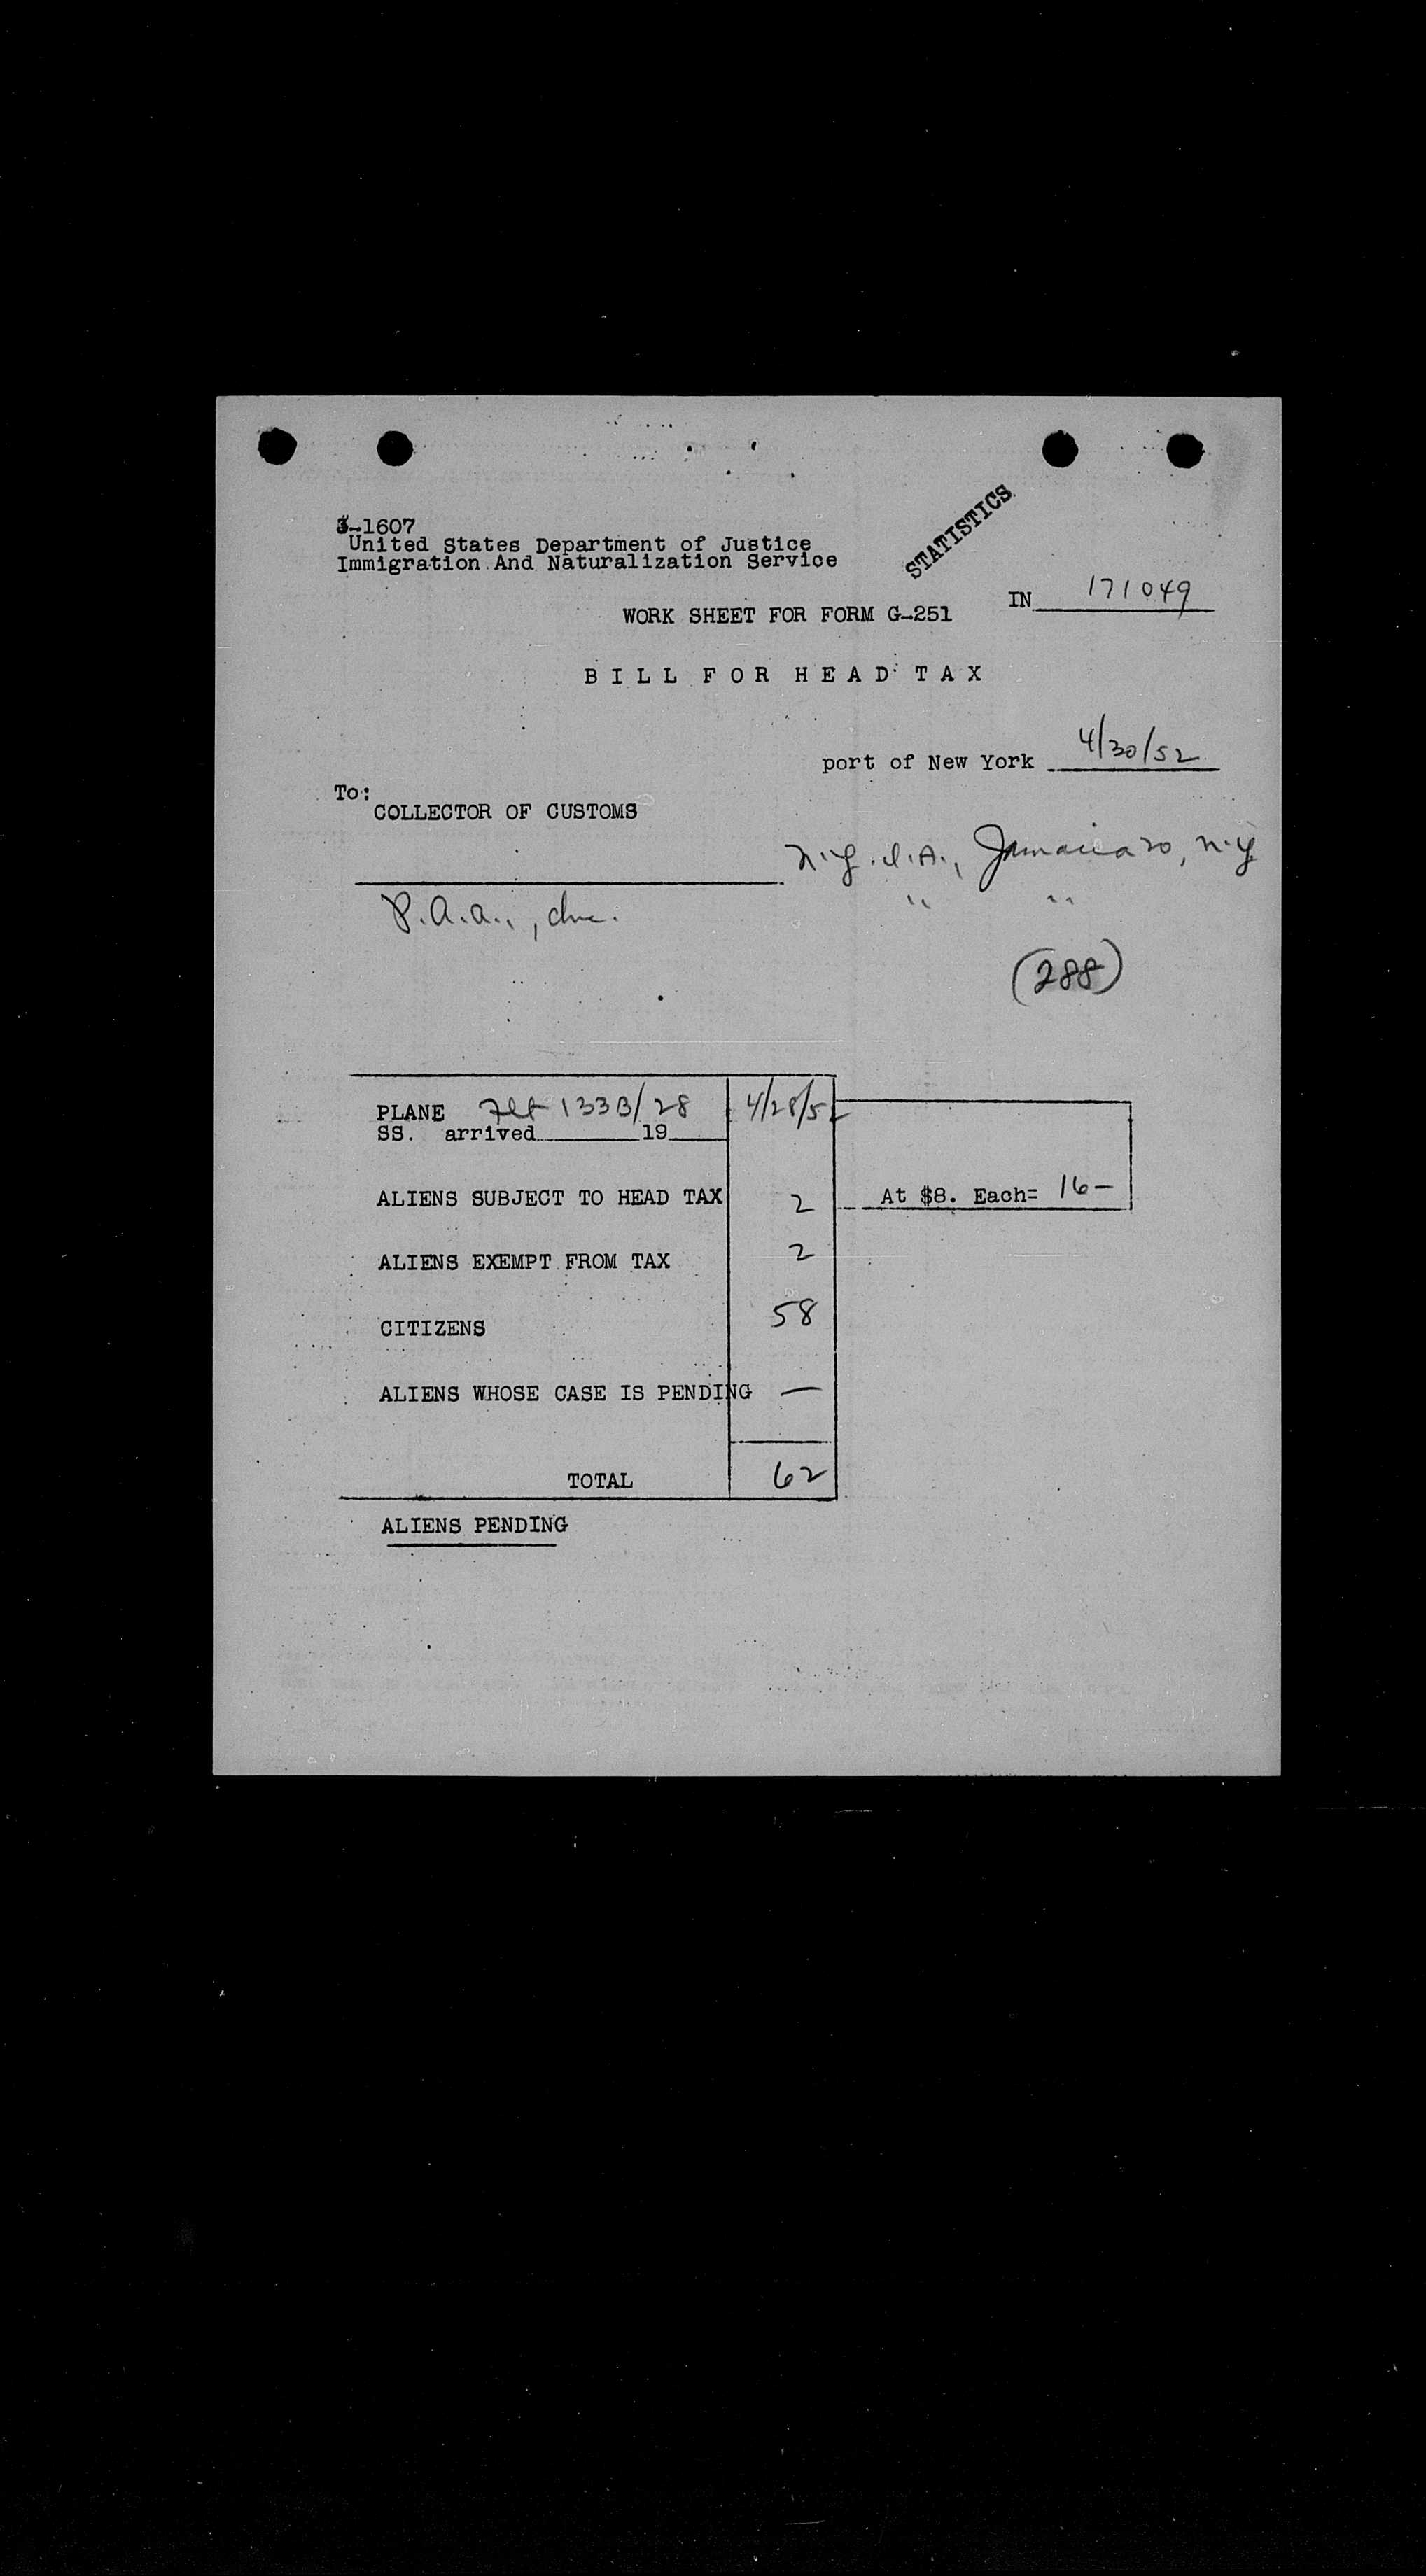 3-1607
United States Department of Justice
Immigration And Naturalization Service
STATISTICS
IN 171049
WORK SHEET FOR FORM G-251
BILL FOR HEAD TAX
port of New York 4/30/52
To:
COLLECTOR OF CUSTOMS
N.Y.I.A., Jamaica 20, N.Y
P.A.A., Inc. " "
(288)
PLANE Flt 133B/28 4/28/52
SS. arrived 19
ALIENS SUBJECT TO HEAD TAX 2 At $8. Each= 16-
ALIENS EXEMPT FROM TAX 2
CITIZENS 58
ALIENS WHOSE CASE IS PENDING —
TOTAL 62
ALIENS PENDING